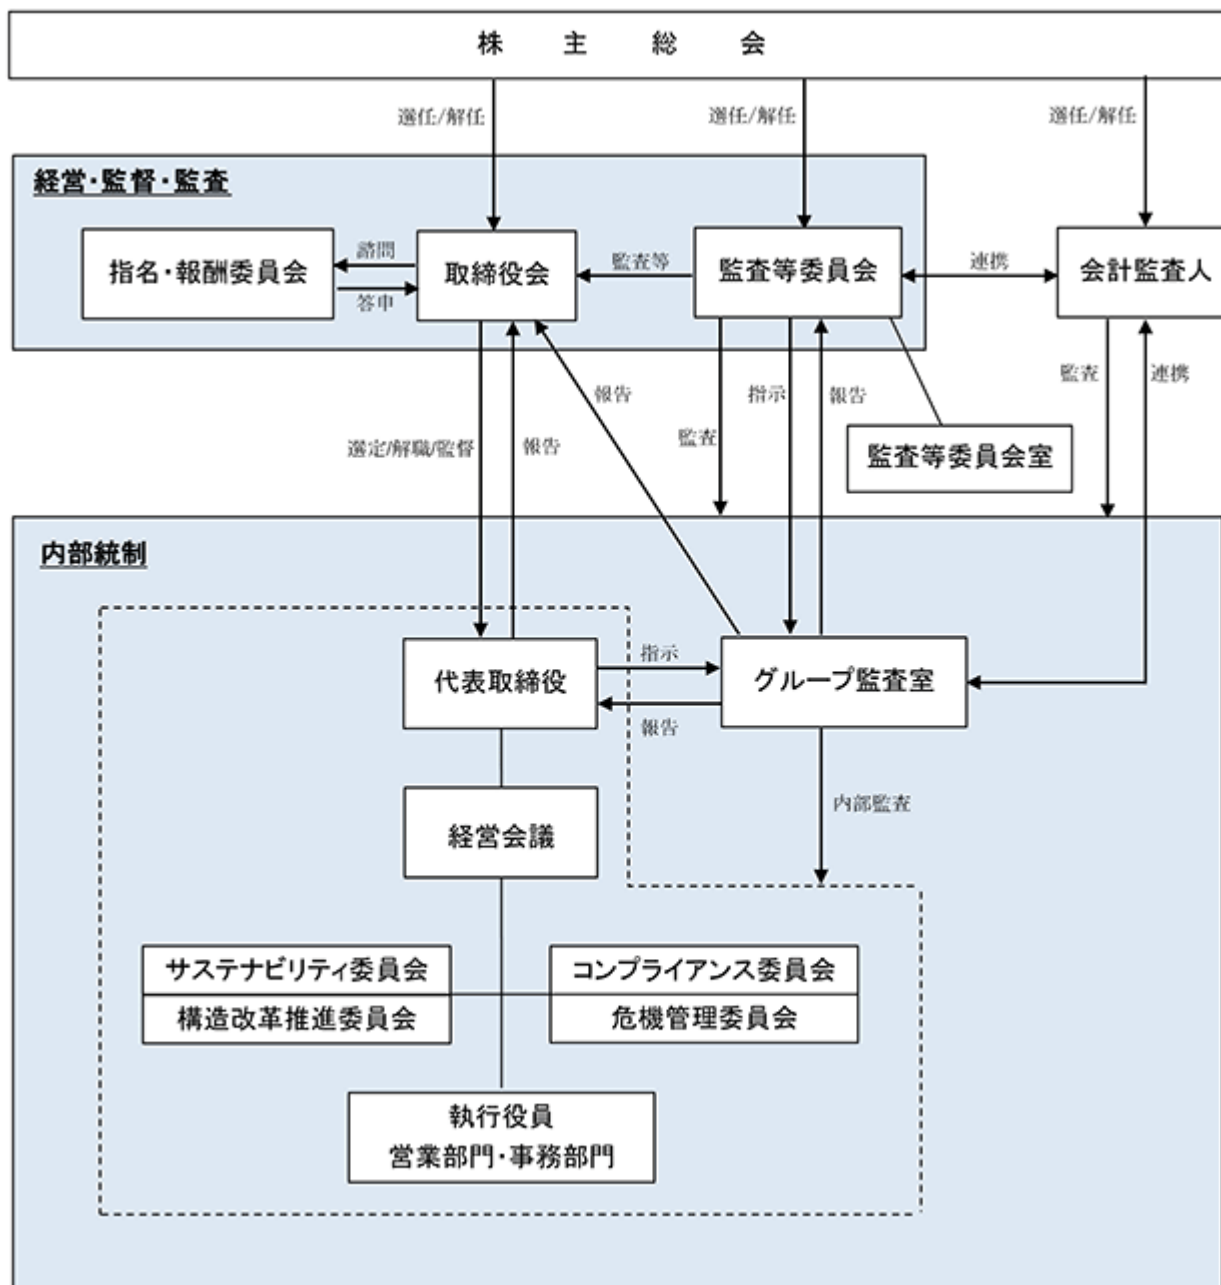 株主総会
選任/解任
選任/解任
選任/解任
経営・監督・監査
指名・報酬委員会
諮問
答申
取締役会
監査等
監査等委員会
連携
会計監査人
選定/解職/監督
報告
報告
監査
指示
報告
監査等委員会室
監査
連携
内部統制
代表取締役
指示
報告
グループ監査室
経営会議
内部監査
サステナビリティ委員会
構造改革推進委員会
コンプライアンス委員会
危機管理委員会
執行役員
営業部門・事務部門